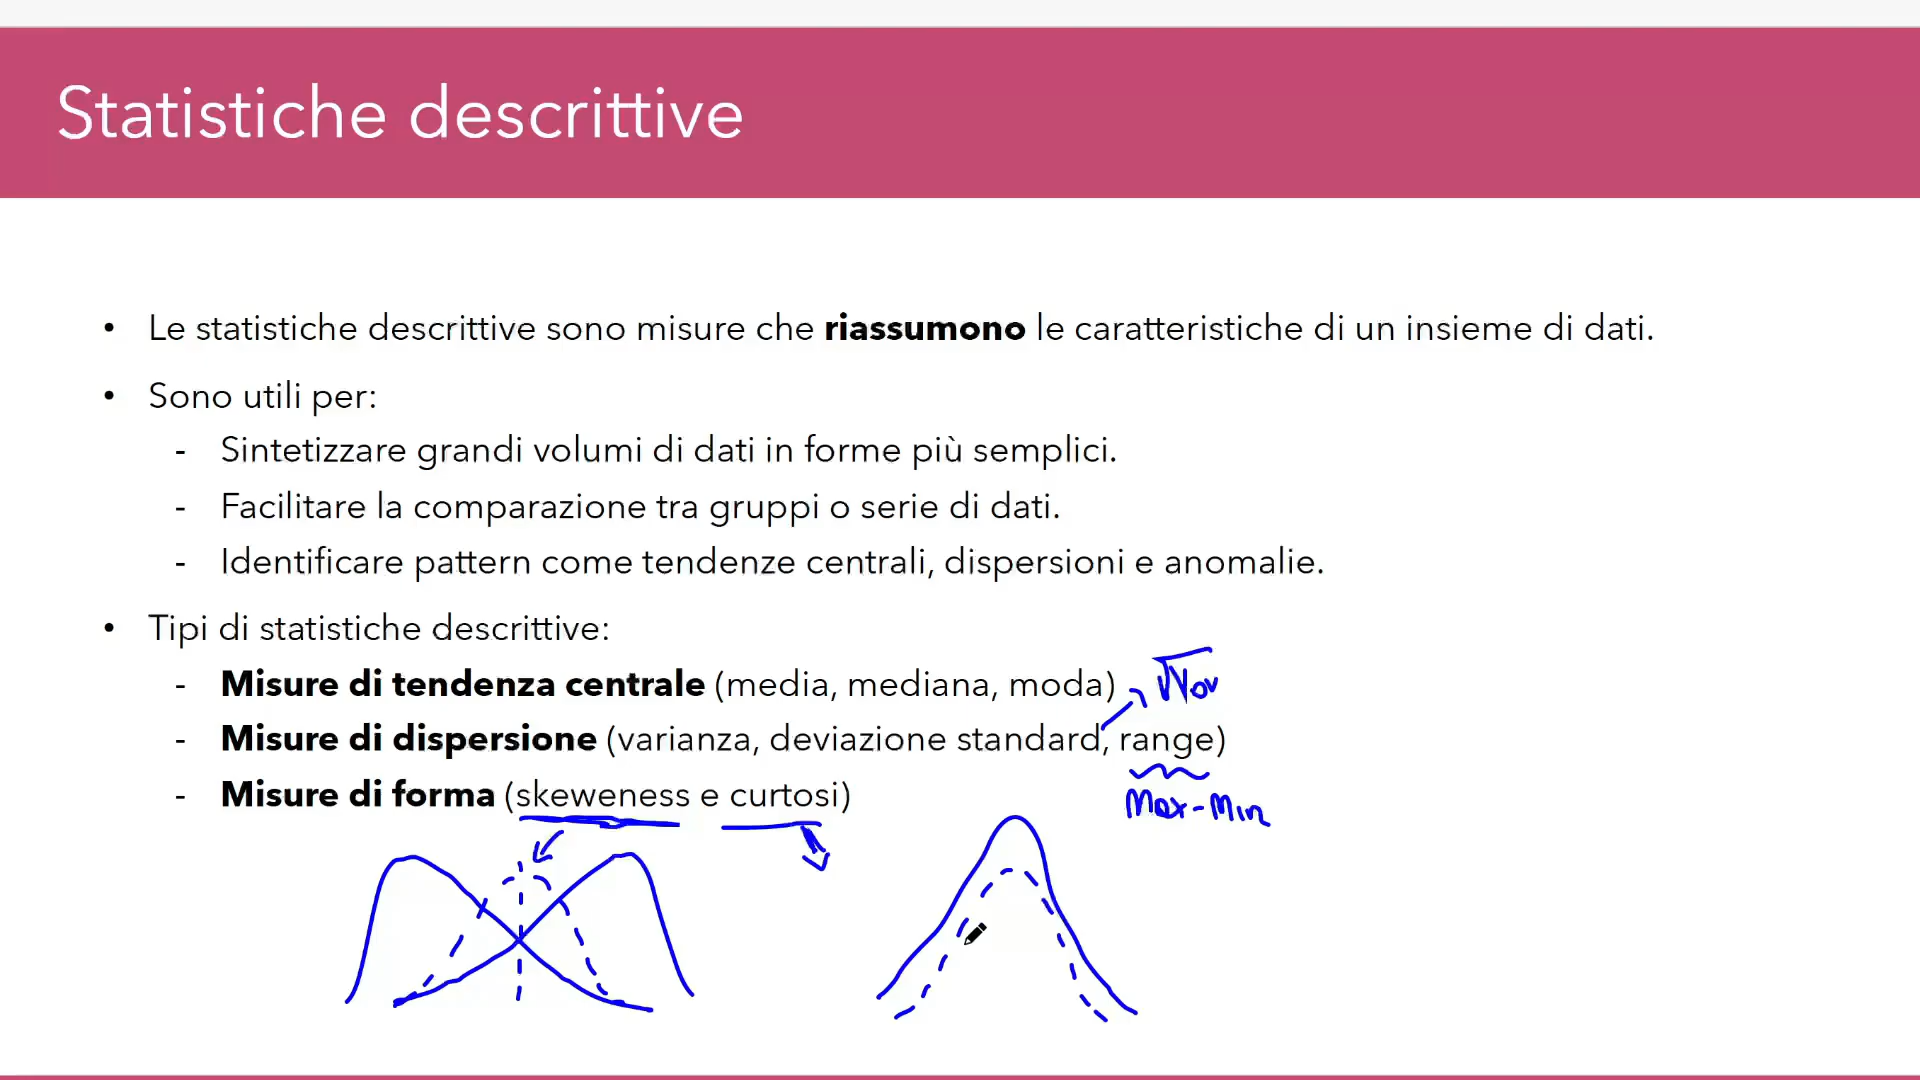 Statistiche descrittive
• Le statistiche descrittive sono misure che riassumono le caratteristiche di un insieme di dati.
• Sono utili per:
- Sintetizzare grandi volumi di dati in forme più semplici.
- Facilitare la comparazione tra gruppi o serie di dati.
- Identificare pattern come tendenze centrali, dispersioni e anomalie.
• Tipi di statistiche descrittive:
- Misure di tendenza centrale (media, mediana, moda)
√Var
- Misure di dispersione (varianza, deviazione standard, range)
- Misure di forma (skeweness e curtosi)
Max-Min